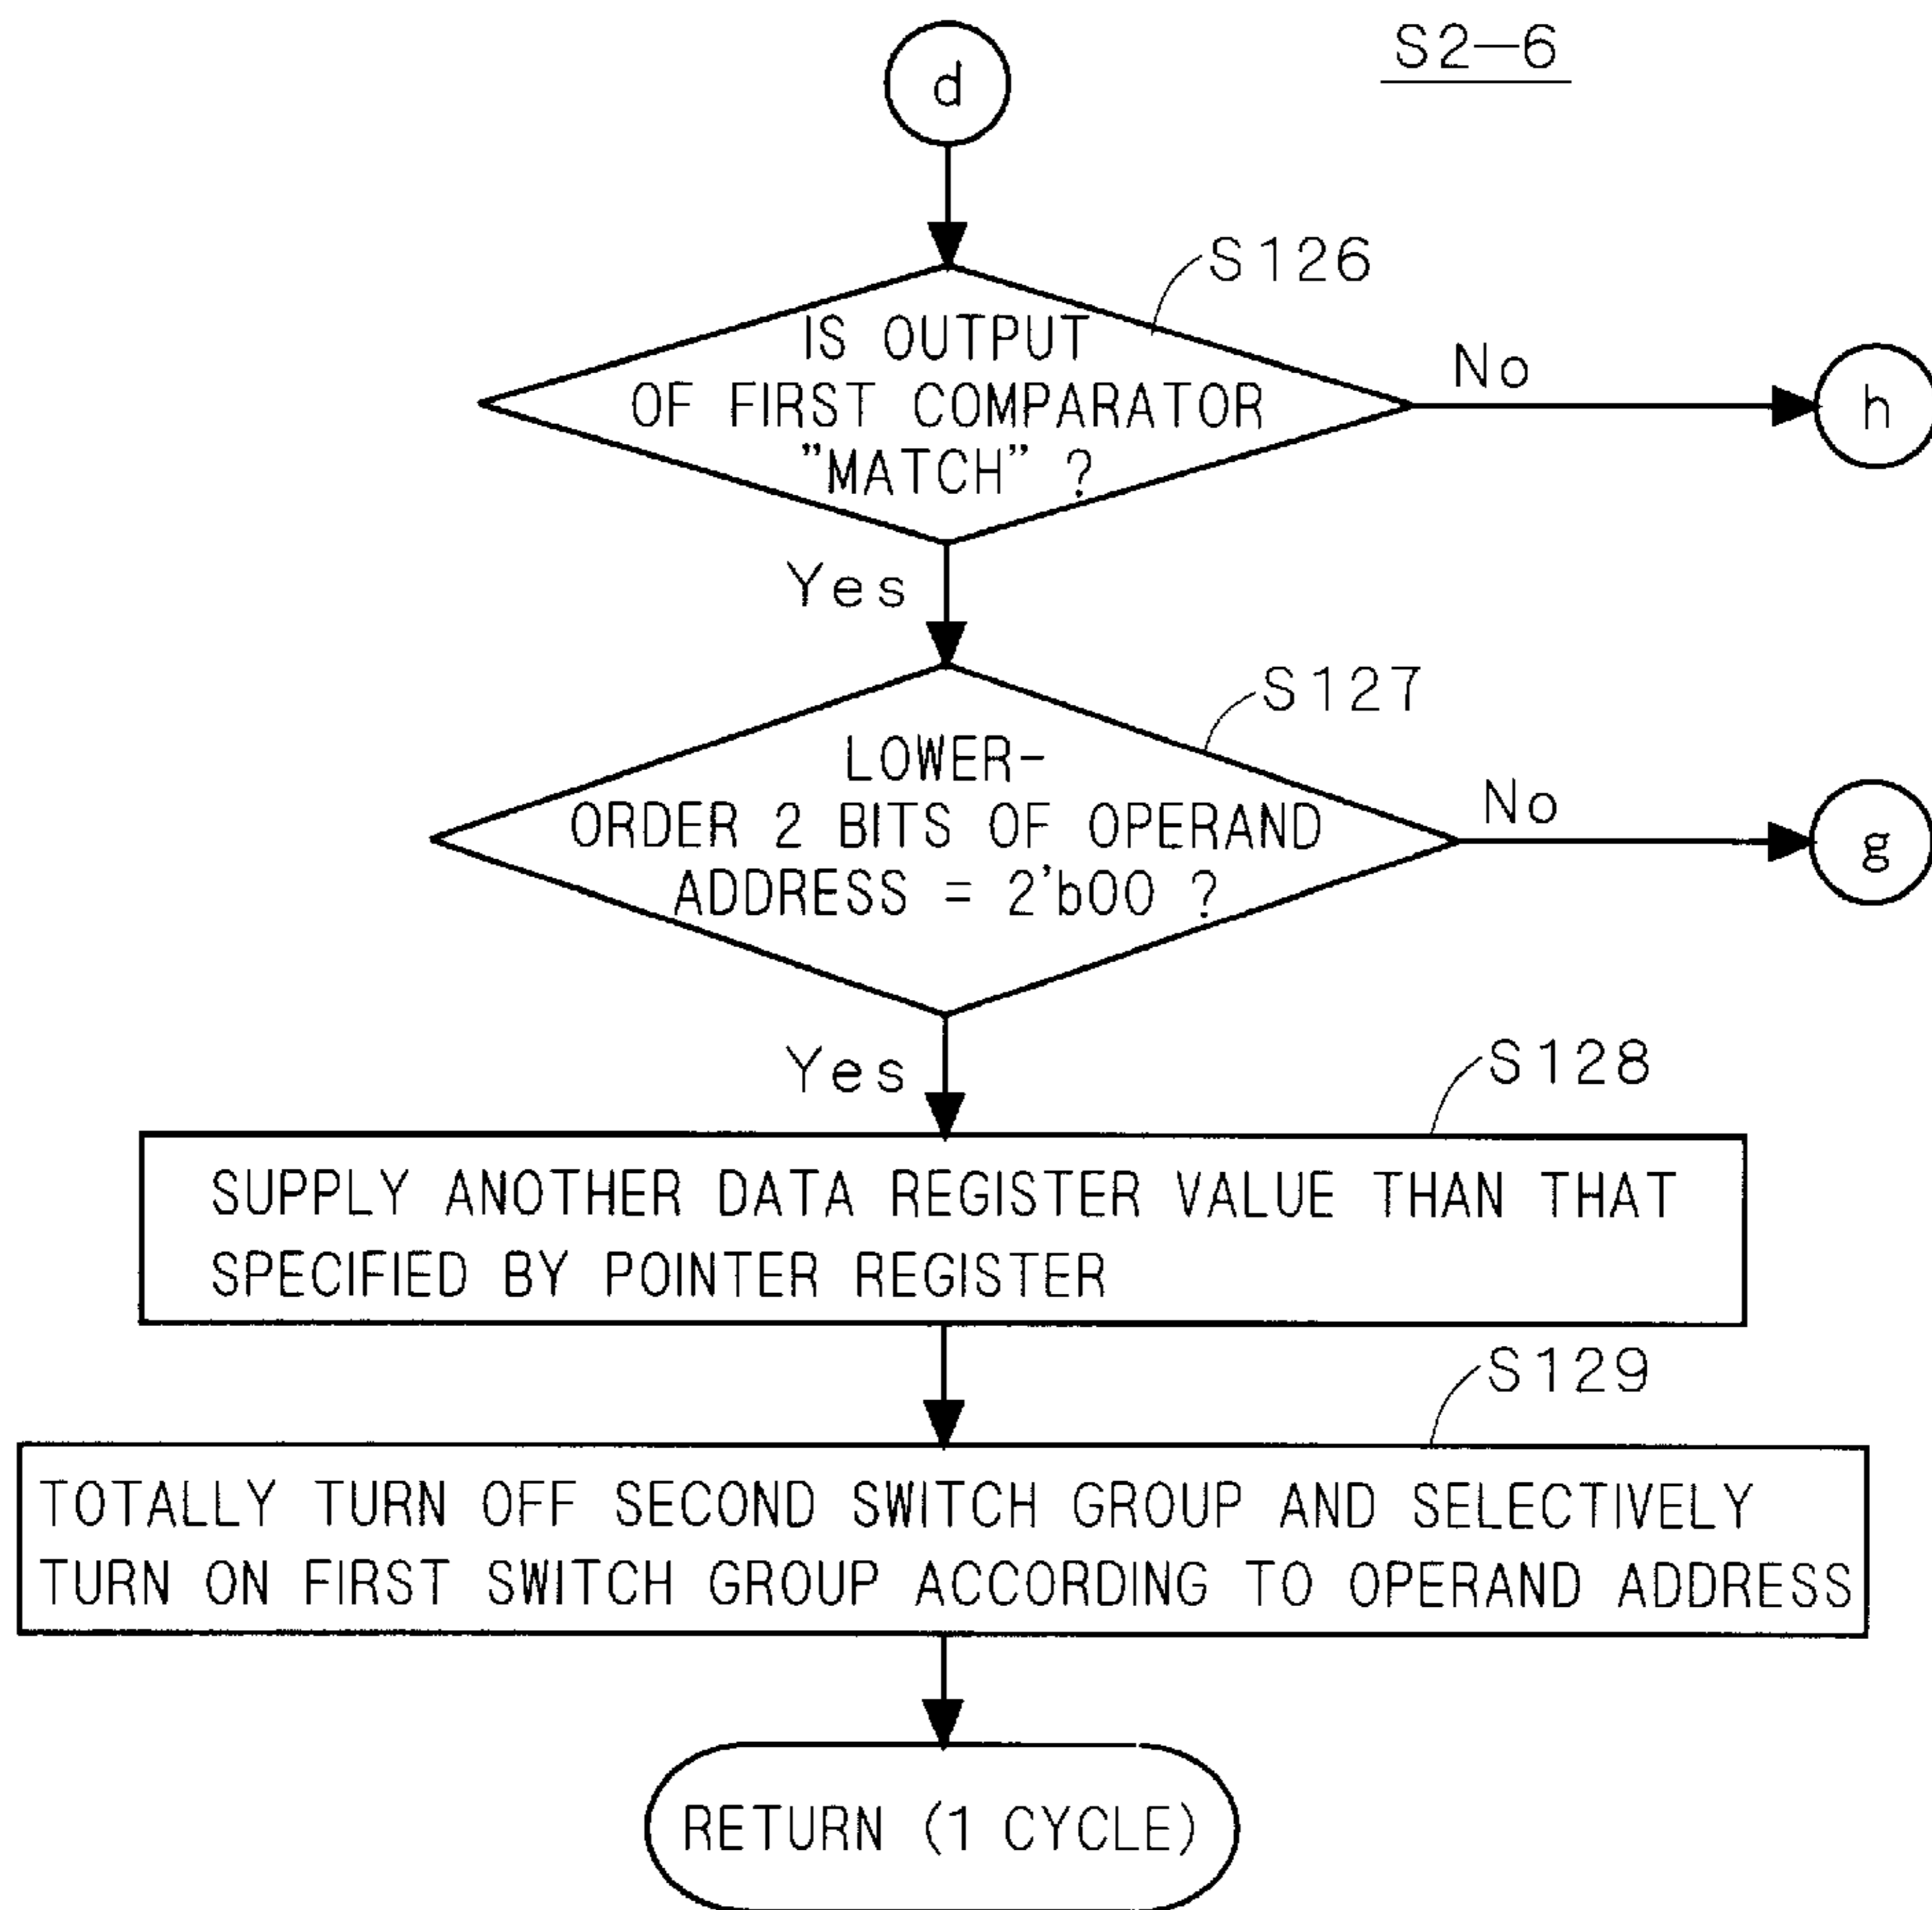 S2-6
d
S126
IS OUTPUT
OF FIRST COMPARATOR
"MATCH" ?
No
h
Yes
S127
LOWER-
ORDER 2 BITS OF OPERAND
ADDRESS = 2'b00 ?
No
g
Yes
S128
SUPPLY ANOTHER DATA REGISTER VALUE THAN THAT
SPECIFIED BY POINTER REGISTER
S129
TOTALLY TURN OFF SECOND SWITCH GROUP AND SELECTIVELY
TURN ON FIRST SWITCH GROUP ACCORDING TO OPERAND ADDRESS
RETURN (1 CYCLE)